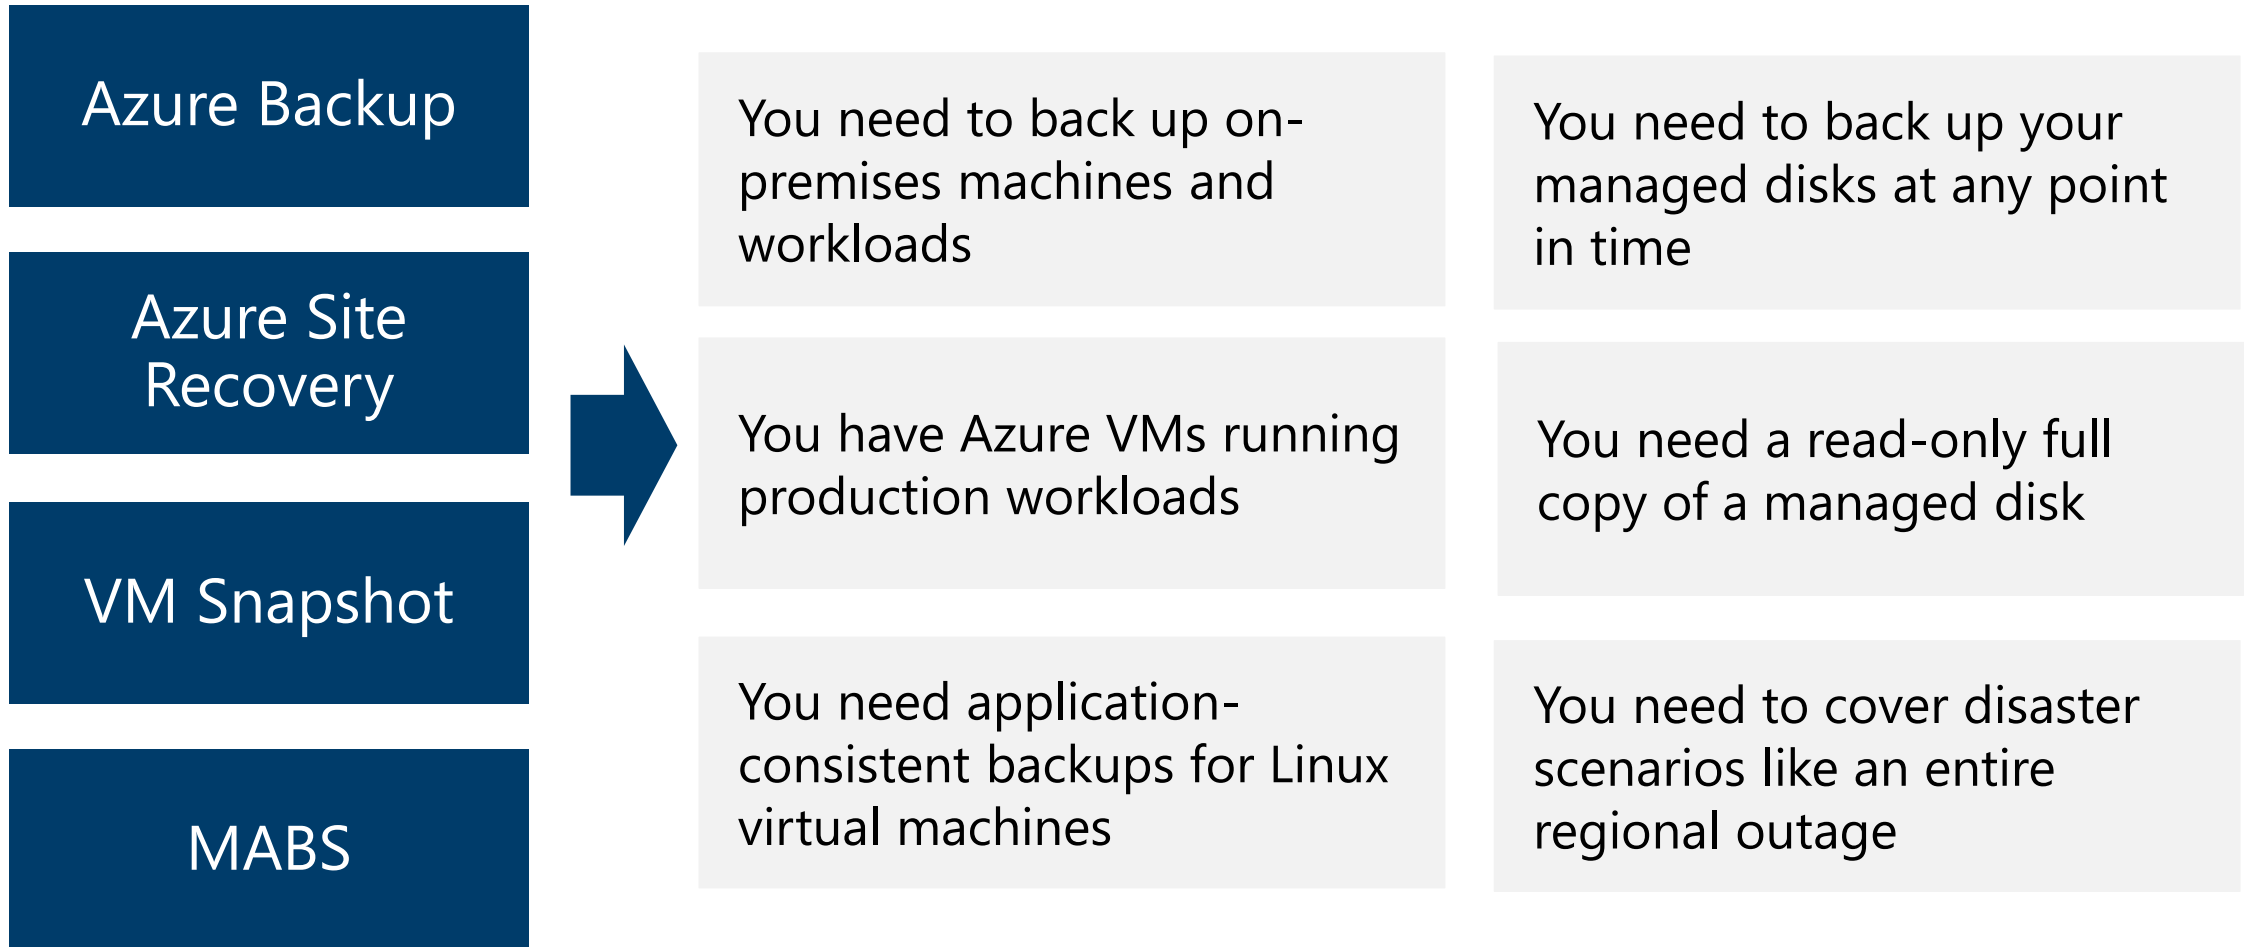 Azure Backup
Azure Site
Recovery
VM Snapshot
MABS
You need to back up on-
premises machines and
workloads
You have Azure VMs running
production workloads
You need application-
consistent backups for Linux
virtual machines
You need to back up your
managed disks at any point
in time
You need a read-only full
copy of a managed disk
You need to cover disaster
scenarios like an entire
regional outage